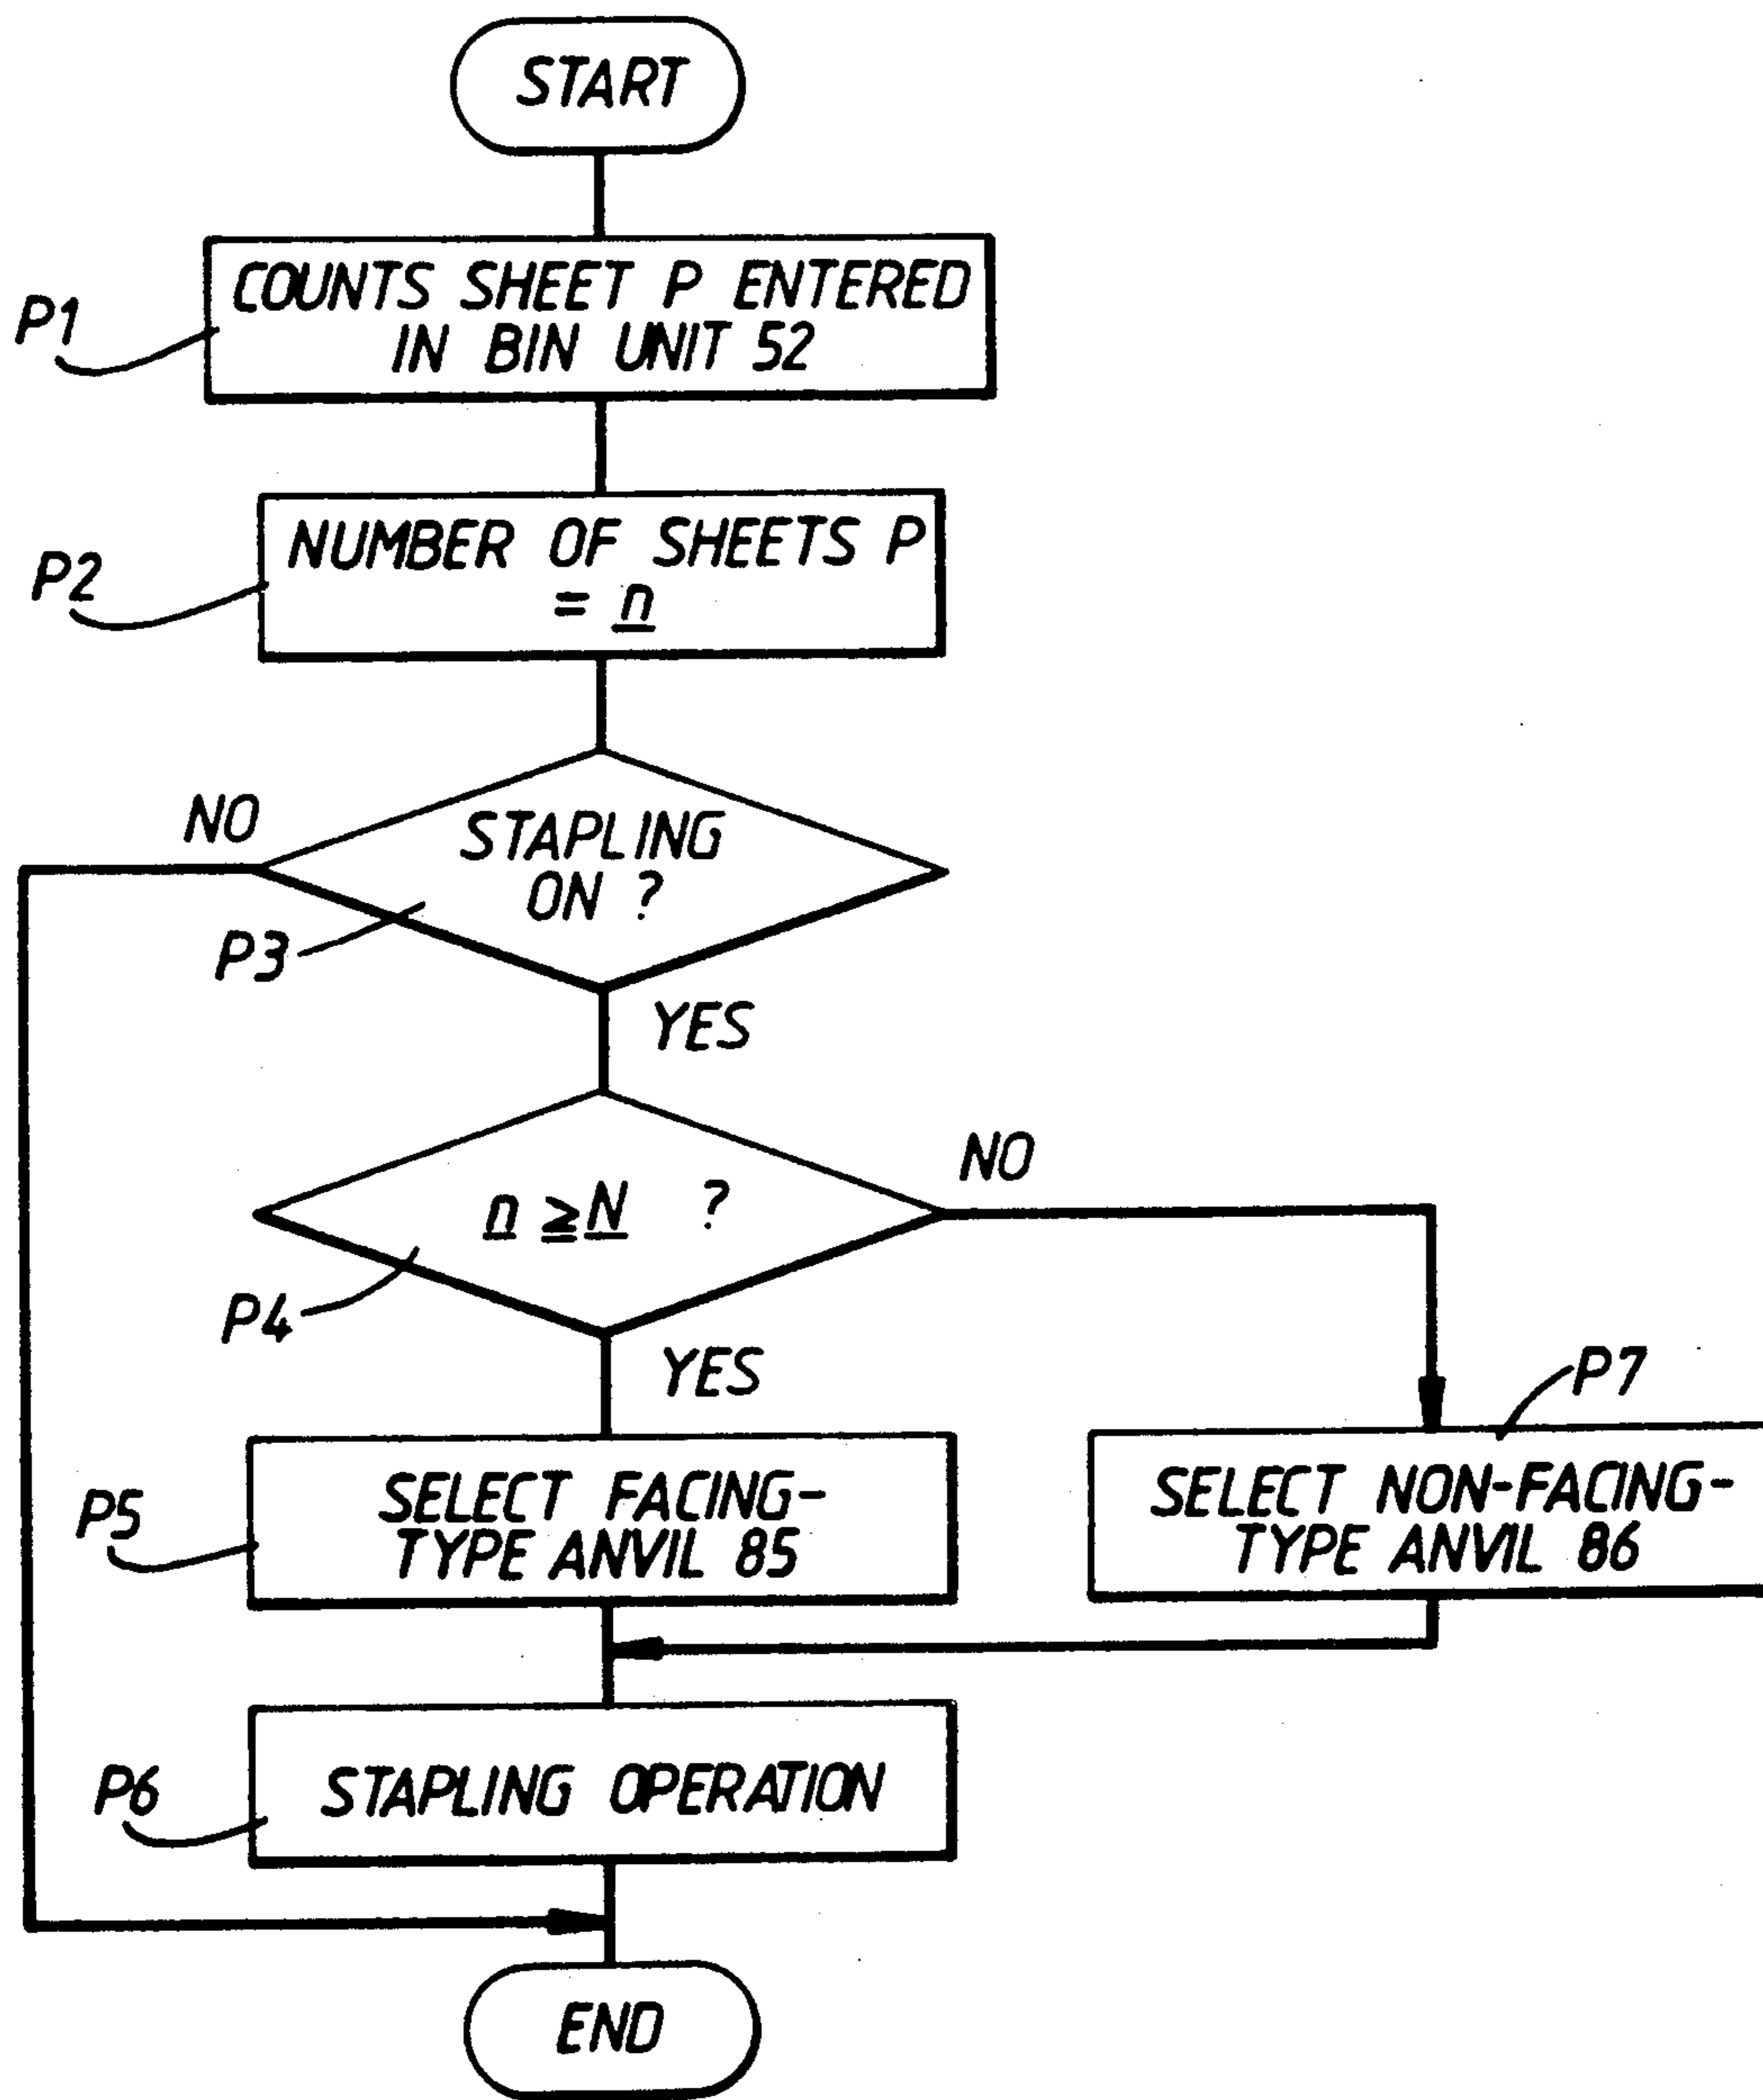 START
P1
COUNTS SHEET P ENTERED
IN BIN UNIT 52
P2
NUMBER OF SHEETS P
= n
NO
STAPLING
ON ?
P3
YES
n ≥ N ?
NO
P4
YES
P7
P5
SELECT FACING-
TYPE ANVIL 85
SELECT NON-FACING-
TYPE ANVIL 86
P6
STAPLING OPERATION
END